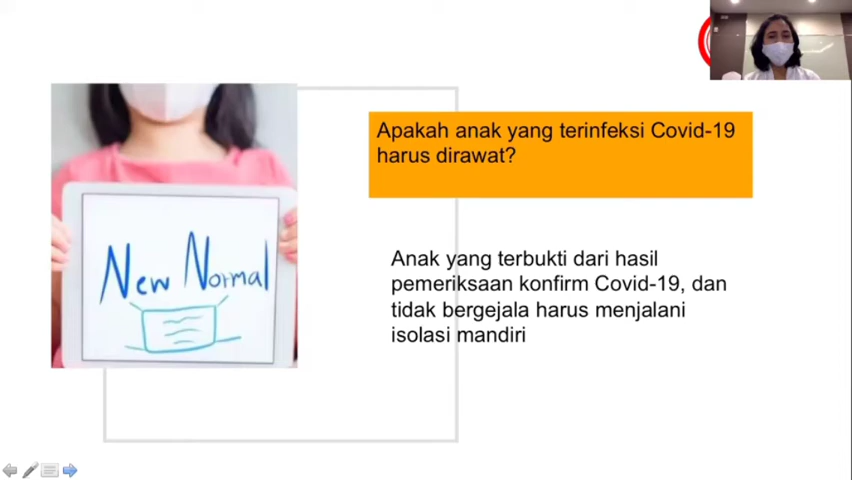 Apakah anak yang terinfeksi Covid-19
harus dirawat?
New Normal
Anak yang terbukti dari hasil
pemeriksaan konfirm Covid-19, dan
tidak bergejala harus menjalani
isolasi mandiri